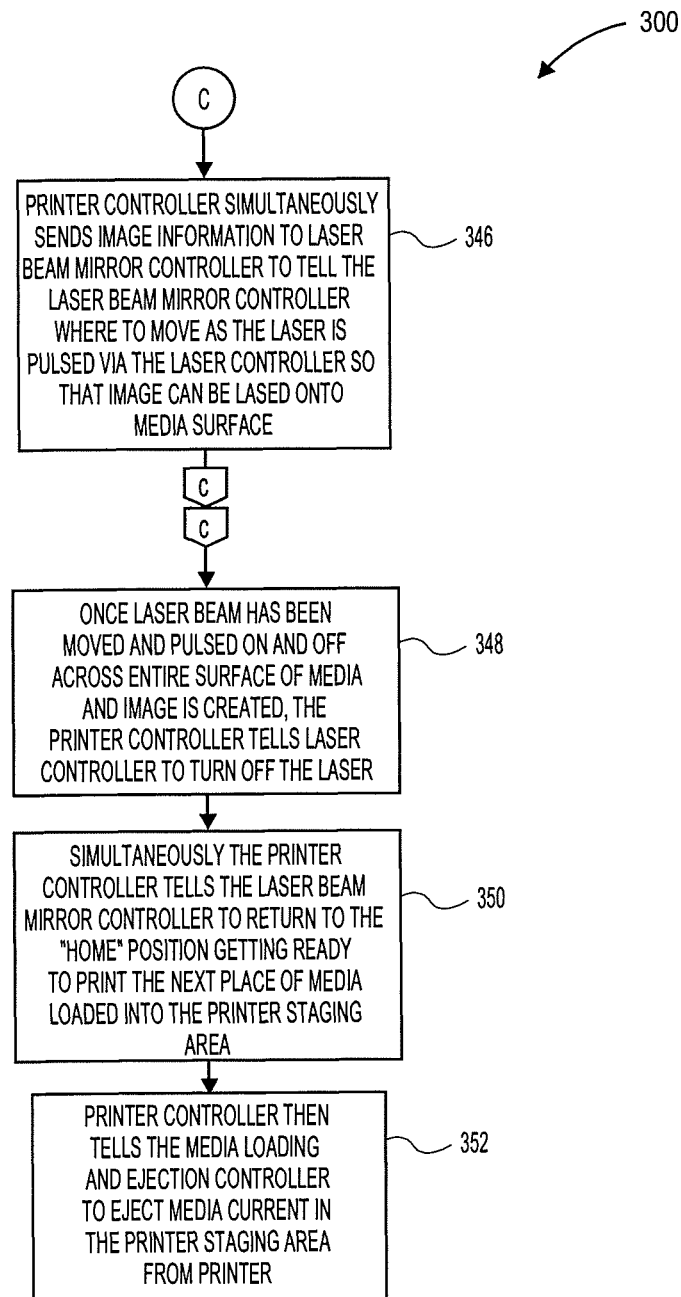 300
C
PRINTER CONTROLLER SIMULTANEOUSLY
SENDS IMAGE INFORMATION TO LASER
BEAM MIRROR CONTROLLER TO TELL THE
LASER BEAM MIRROR CONTROLLER
WHERE TO MOVE AS THE LASER IS
PULSED VIA THE LASER CONTROLLER SO
THAT IMAGE CAN BE LASED ONTO
MEDIA SURFACE
346
C
C
ONCE LASER BEAM HAS BEEN
MOVED AND PULSED ON AND OFF
ACROSS ENTIRE SURFACE OF MEDIA
AND IMAGE IS CREATED, THE
PRINTER CONTROLLER TELLS LASER
CONTROLLER TO TURN OFF THE LASER
348
SIMULTANEOUSLY THE PRINTER
CONTROLLER TELLS THE LASER BEAM
MIRROR CONTROLLER TO RETURN TO THE
"HOME" POSITION GETTING READY
TO PRINT THE NEXT PLACE OF MEDIA
LOADED INTO THE PRINTER STAGING
AREA
350
PRINTER CONTROLLER THEN
TELLS THE MEDIA LOADING
AND EJECTION CONTROLLER
TO EJECT MEDIA CURRENT IN
THE PRINTER STAGING AREA
FROM PRINTER
352